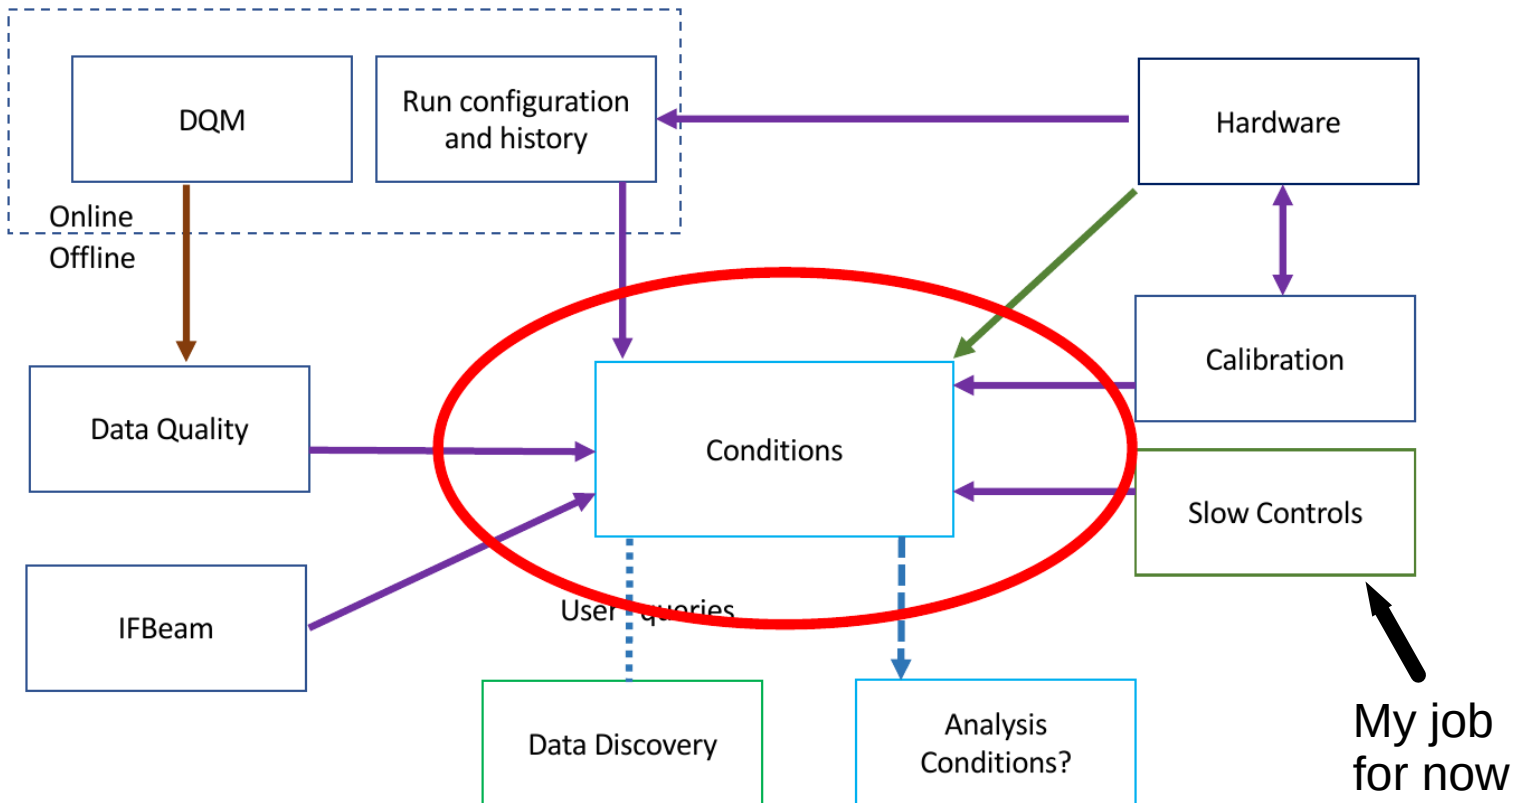 DQM
Run configuration
and history
Hardware
Online
Offline
Calibration
Data Quality
Conditions
Slow Controls
IFBeam
User queries
My job
for now
Data Discovery
Analysis
Conditions?